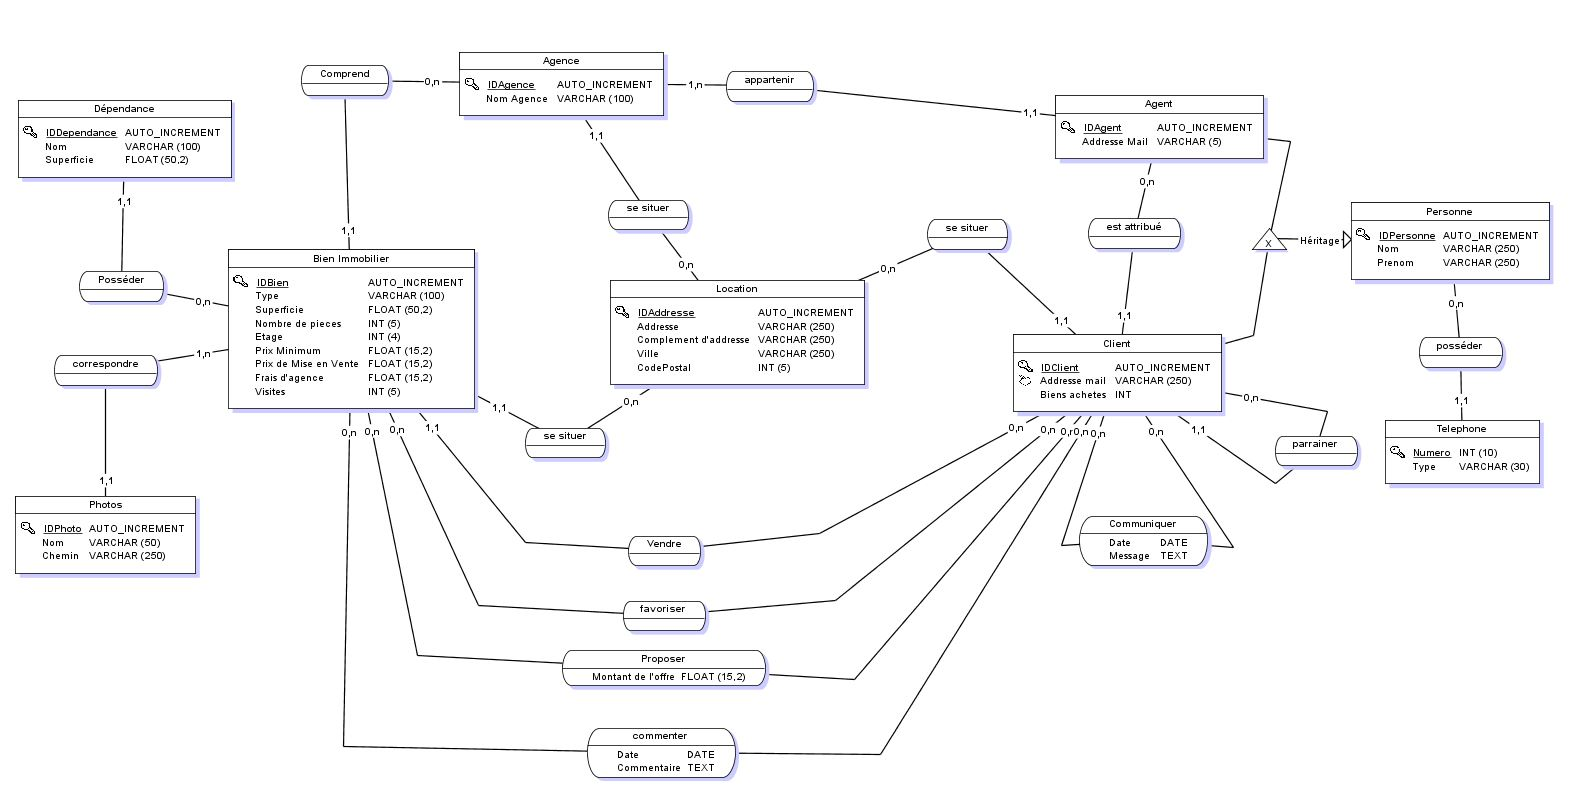 Comprend
0,n
1,1
Agence
IDAgence AUTO_INCREMENT
Nom Agence VARCHAR (100)
1,n
appartenir
1,1
Agent
IDAgent AUTO_INCREMENT
Addresse Mail VARCHAR (5)
Dépendance
IDDependance AUTO_INCREMENT
Nom VARCHAR (100)
Superficie FLOAT (50,2)
1,1
Posséder
0,n
1,1
se situer
0,n
0,n
est attribué
1,1
se situer
0,n
1,1
X
Héritage
Personne
IDPersonne AUTO_INCREMENT
Nom VARCHAR (250)
Prenom VARCHAR (250)
0,n
posséder
1,1
Telephone
Numero INT (10)
Type VARCHAR (30)
Bien Immobilier
IDBien AUTO_INCREMENT
Type VARCHAR (100)
Superficie FLOAT (50,2)
Nombre de pieces INT (5)
Etage INT (4)
Prix Minimum FLOAT (15,2)
Prix de Mise en Vente FLOAT (15,2)
Frais d'agence FLOAT (15,2)
Visites INT (5)
Location
IDAddresse AUTO_INCREMENT
Addresse VARCHAR (250)
Complement d'addresse VARCHAR (250)
Ville VARCHAR (250)
CodePostal INT (5)
Client
IDClient AUTO_INCREMENT
Addresse mail VARCHAR (250)
Biens achetes INT
1,n
correspondre
1,1
Photos
IDPhoto AUTO_INCREMENT
Nom VARCHAR (50)
Chemin VARCHAR (250)
1,1
se situer
0,n
0,n
parrainer
1,1
0,n
0,n
0,n
1,1
0,n
0,n
0,n
0,n
0,n
0,n
Communiquer
Date DATE
Message TEXT
Vendre
favoriser
Proposer
Montant de l'offre FLOAT (15,2)
commenter
Date DATE
Commentaire TEXT